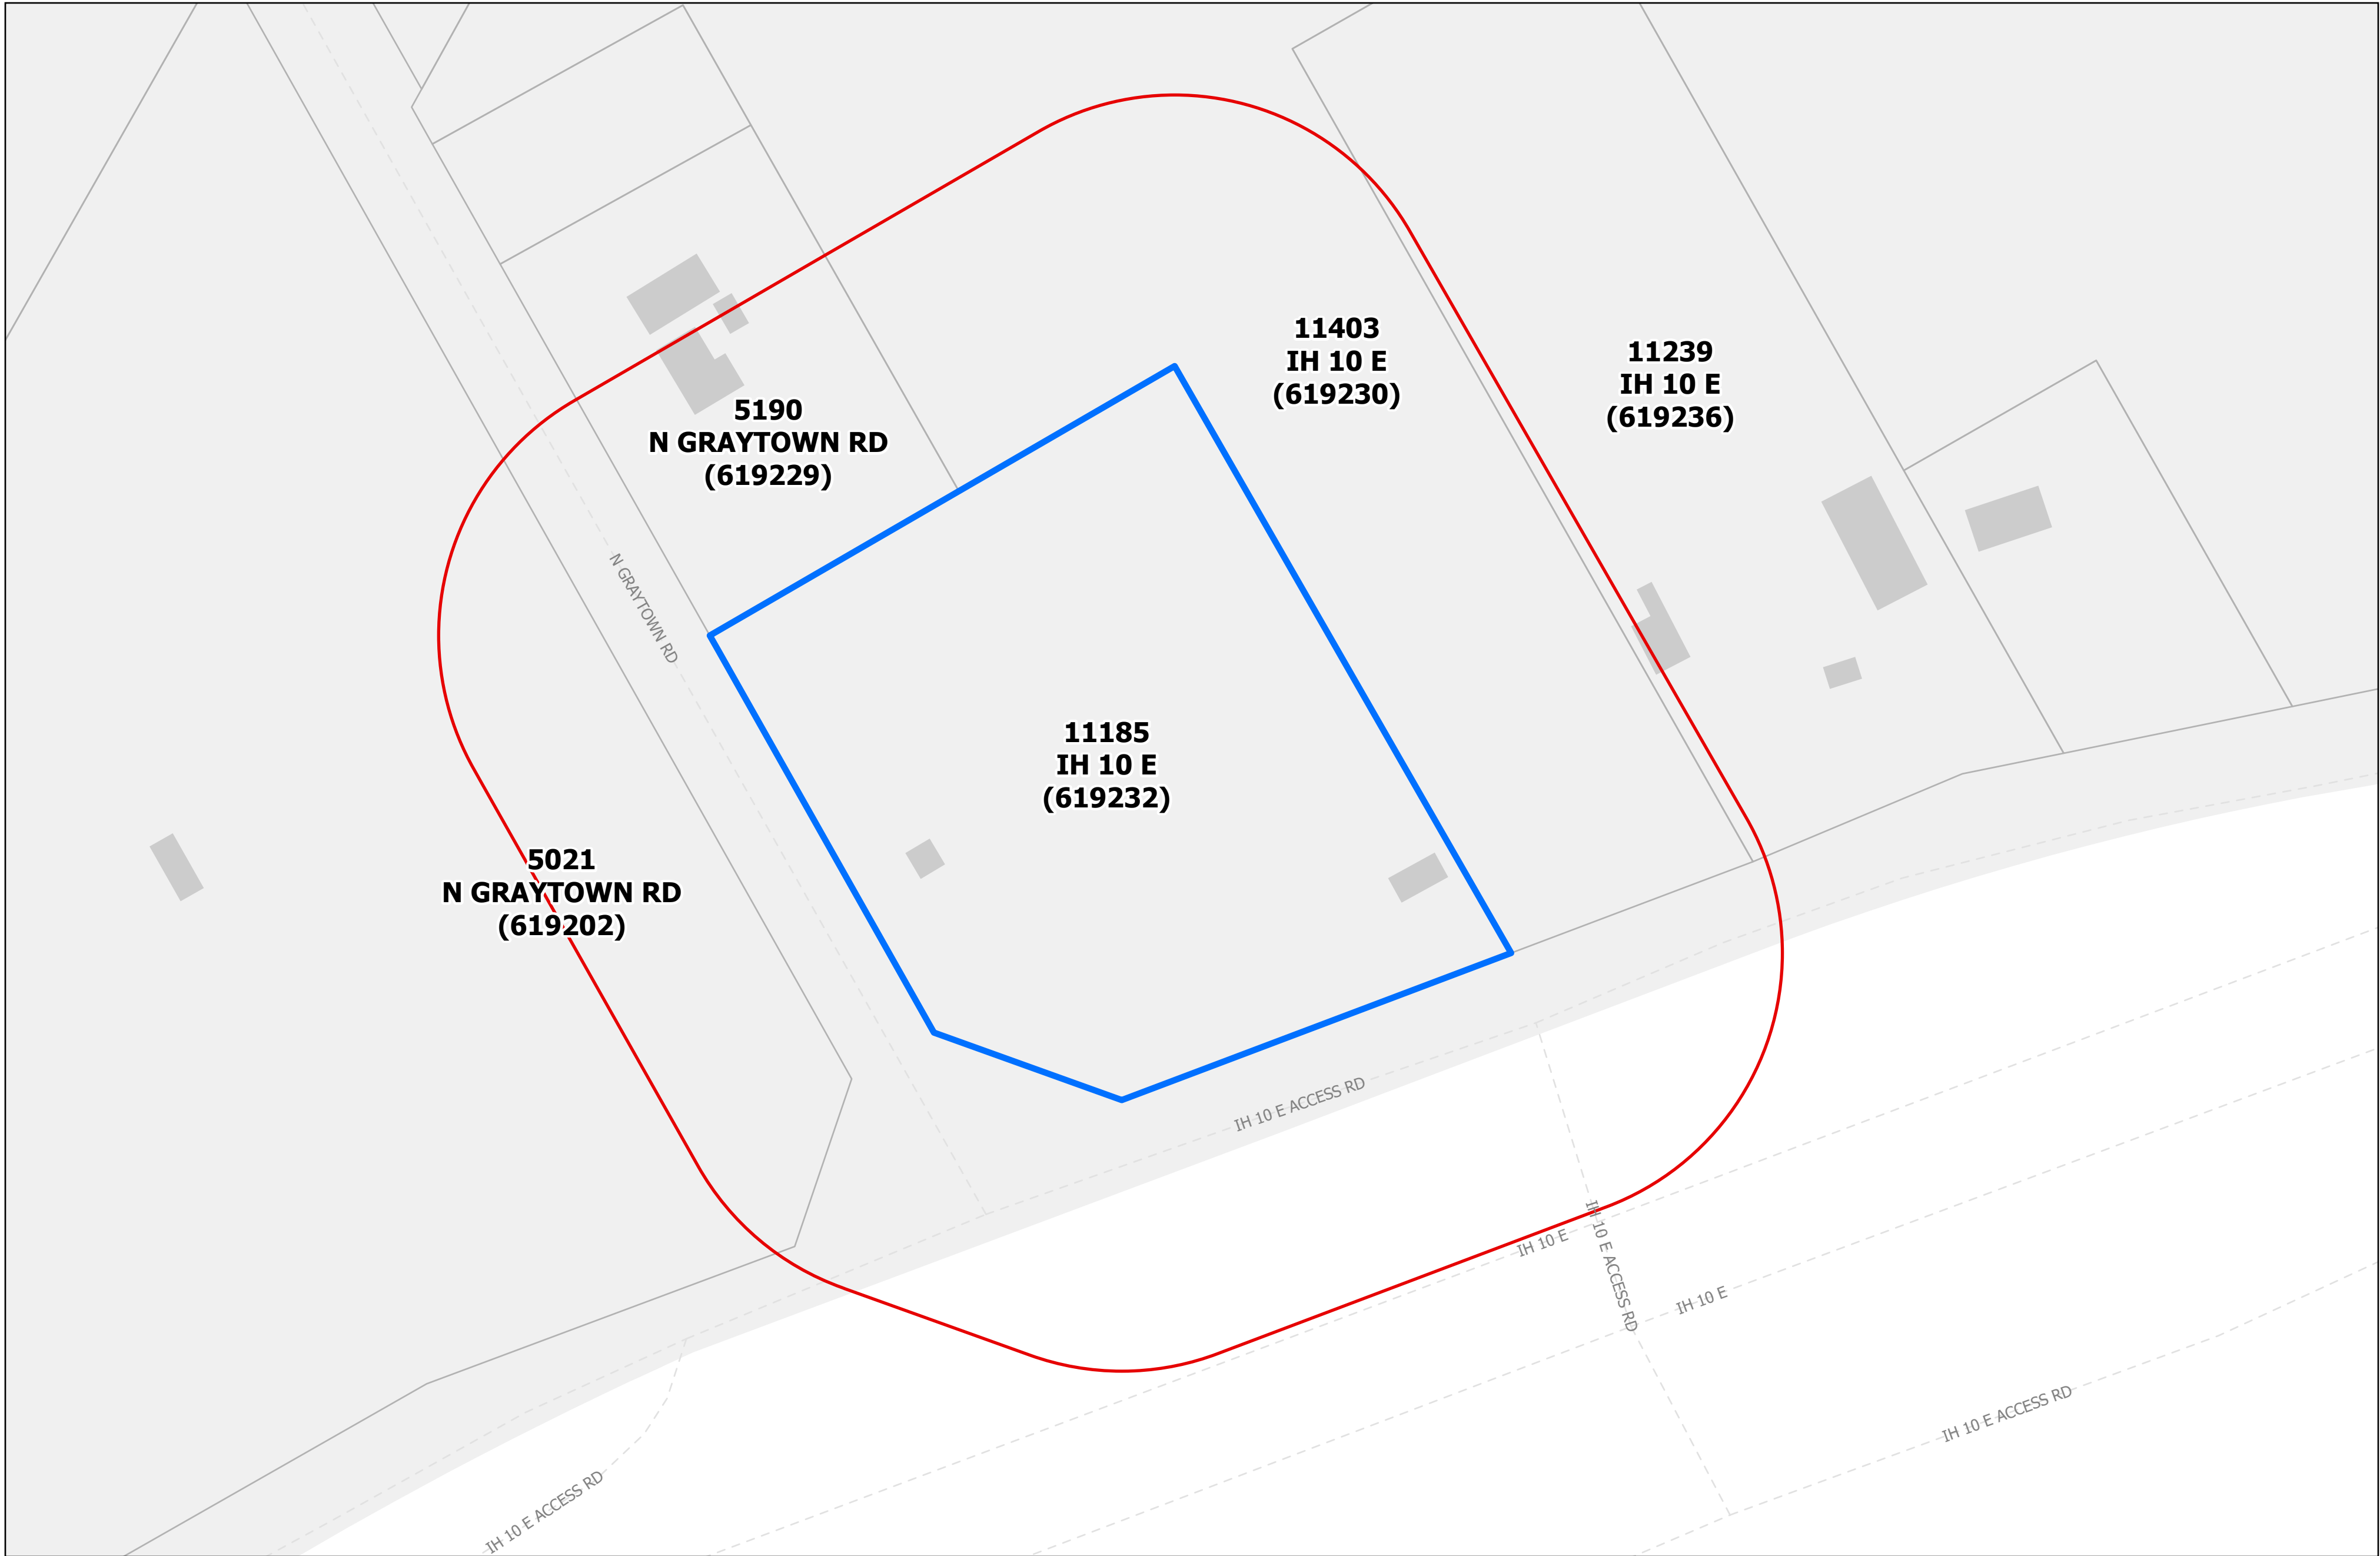 11403
IH 10 E
(619230)
11239
IH 10 E
(619236)
5190
N GRAYTOWN RD
(619229)
N GRAYTOWN RD
11185
IH 10 E
(619232)
5021
N GRAYTOWN RD
(619202)
IH 10 E ACCESS RD
IH 10 E
IH 10 E ACCESS RD
IH 10 E
IH 10 E ACCESS RD
IH 10 E ACCESS RD